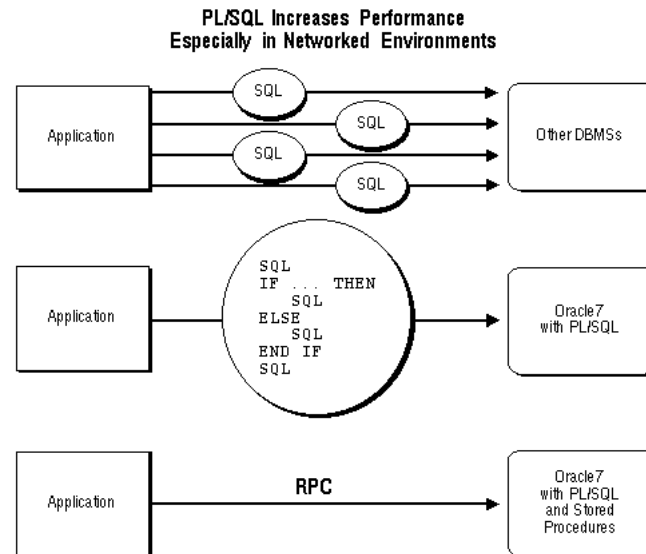 PL/SQL Increases Performance
Especially in Networked Environments
Application
SQL
SQL
SQL
SQL
Other DBMSs
Application
SQL
IF ... THEN
SQL
ELSE
SQL
END IF
SQL
Oracle7
with PL/SQL
Application
RPC
Oracle7
with PL/SQL
and Stored
Procedures